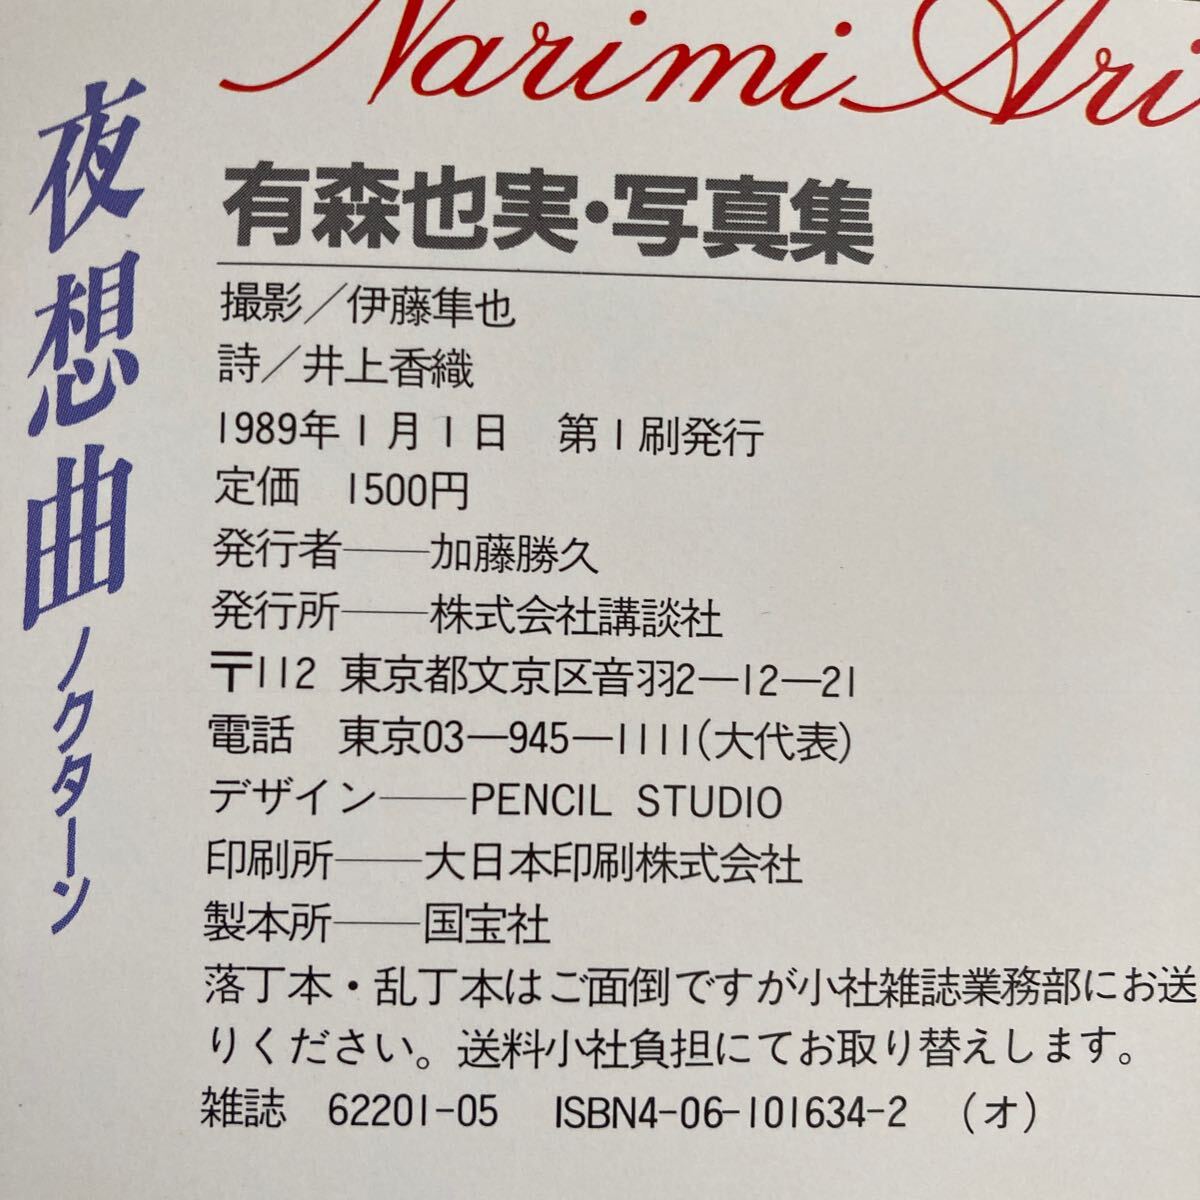 Narimi Ari
夜想曲
ノクターン
有森也実・写真集
撮影／伊藤隼也
詩／井上香織
1989年1月1日　第1刷発行
定価　1500円
発行者――加藤勝久
発行所――株式会社講談社
〒112 東京都文京区音羽2―12―21
電話　東京03―945―1111(大代表)
デザイン――PENCIL STUDIO
印刷所――大日本印刷株式会社
製本所――国宝社
落丁本・乱丁本はご面倒ですが小社雑誌業務部にお送
りください。送料小社負担にてお取り替えします。
雑誌　62201-05　ISBN4-06-101634-2　(オ)